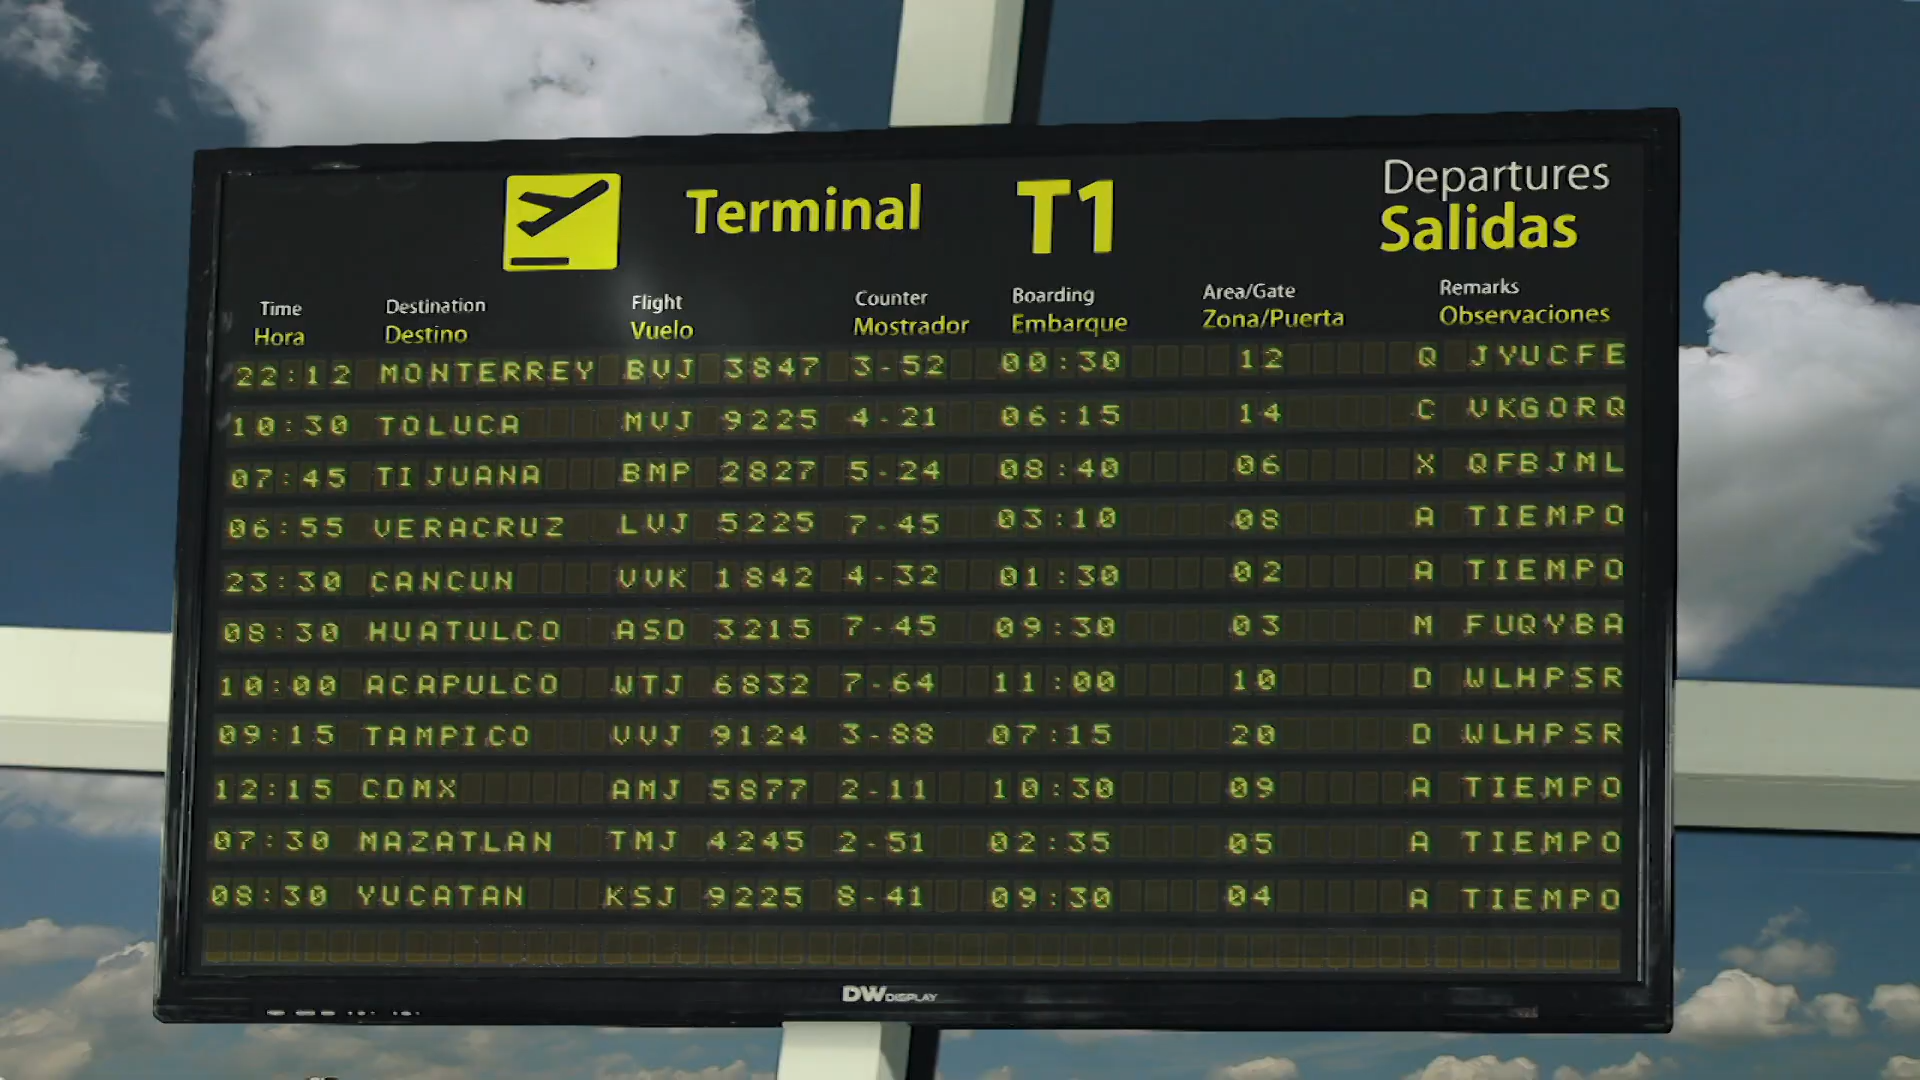 Terminal T1 Departures
Salidas
Time Destination Flight Counter Boarding Area/Gate Remarks
Hora Destino Vuelo Mostrador Embarque Zona/Puerta Observaciones
22:12 MONTERREY BVJ 3847 3-52 00:30 12 Q JYUCFE
10:30 TOLUCA MVJ 9225 4-21 06:15 14 C VKGORQ
07:45 TIJUANA BMP 2827 5-24 08:40 06 X QFBJML
06:55 VERACRUZ LVJ 5225 7-45 03:10 08 A TIEMPO
23:30 CANCUN VVK 1842 4-32 01:30 02 A TIEMPO
08:30 HUATULCO ASD 3215 7-45 09:30 03 M FUQYBA
10:00 ACAPULCO WTJ 6832 7-64 11:00 10 D WLHPSR
09:15 TAMPICO VVJ 9124 3-88 07:15 20 D WLHPSR
12:15 CDMX AMJ 5877 2-11 10:30 09 A TIEMPO
07:30 MAZATLAN TMJ 4245 2-51 02:35 05 A TIEMPO
08:30 YUCATAN KSJ 9225 8-41 09:30 04 A TIEMPO
DW DISPLAY